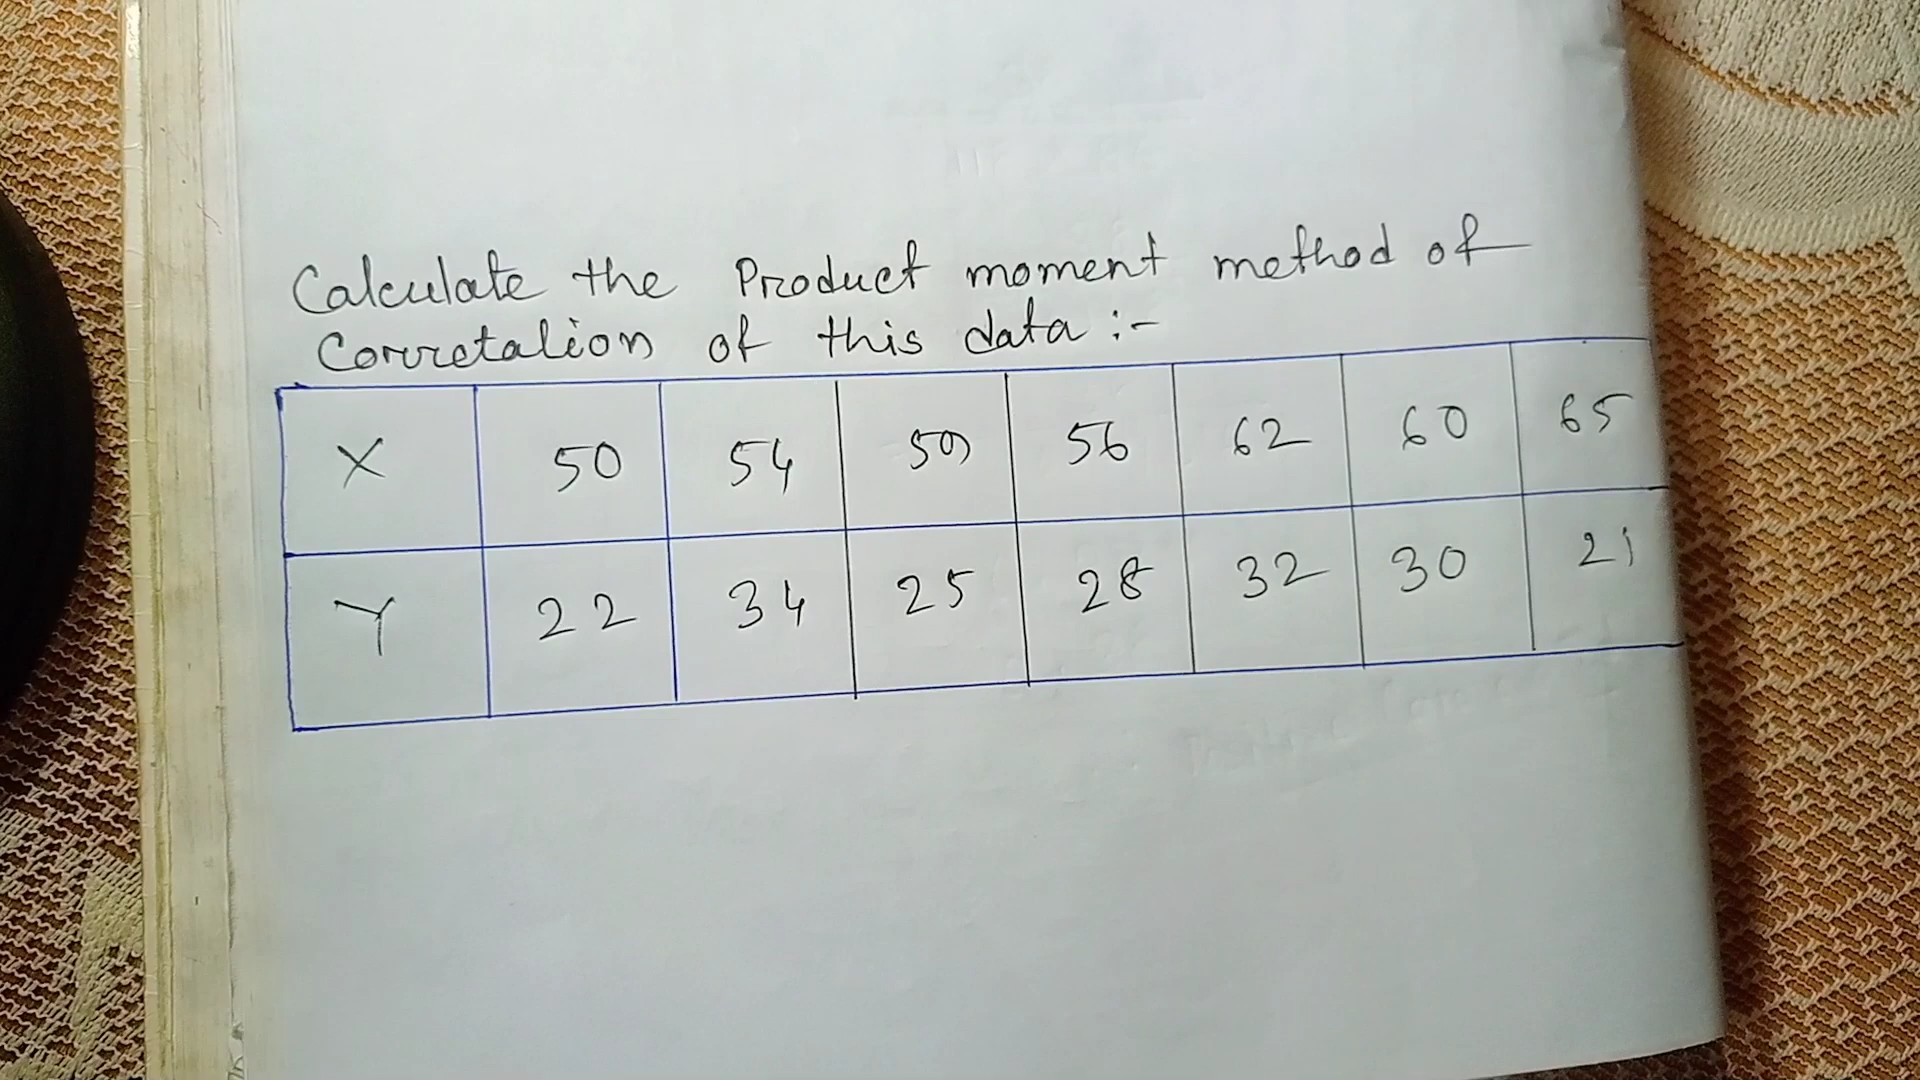 Calculate the Product moment method of
Corretalion of this data :-
X 50 54 59 56 62 60 65
Y 22 34 25 28 32 30 21